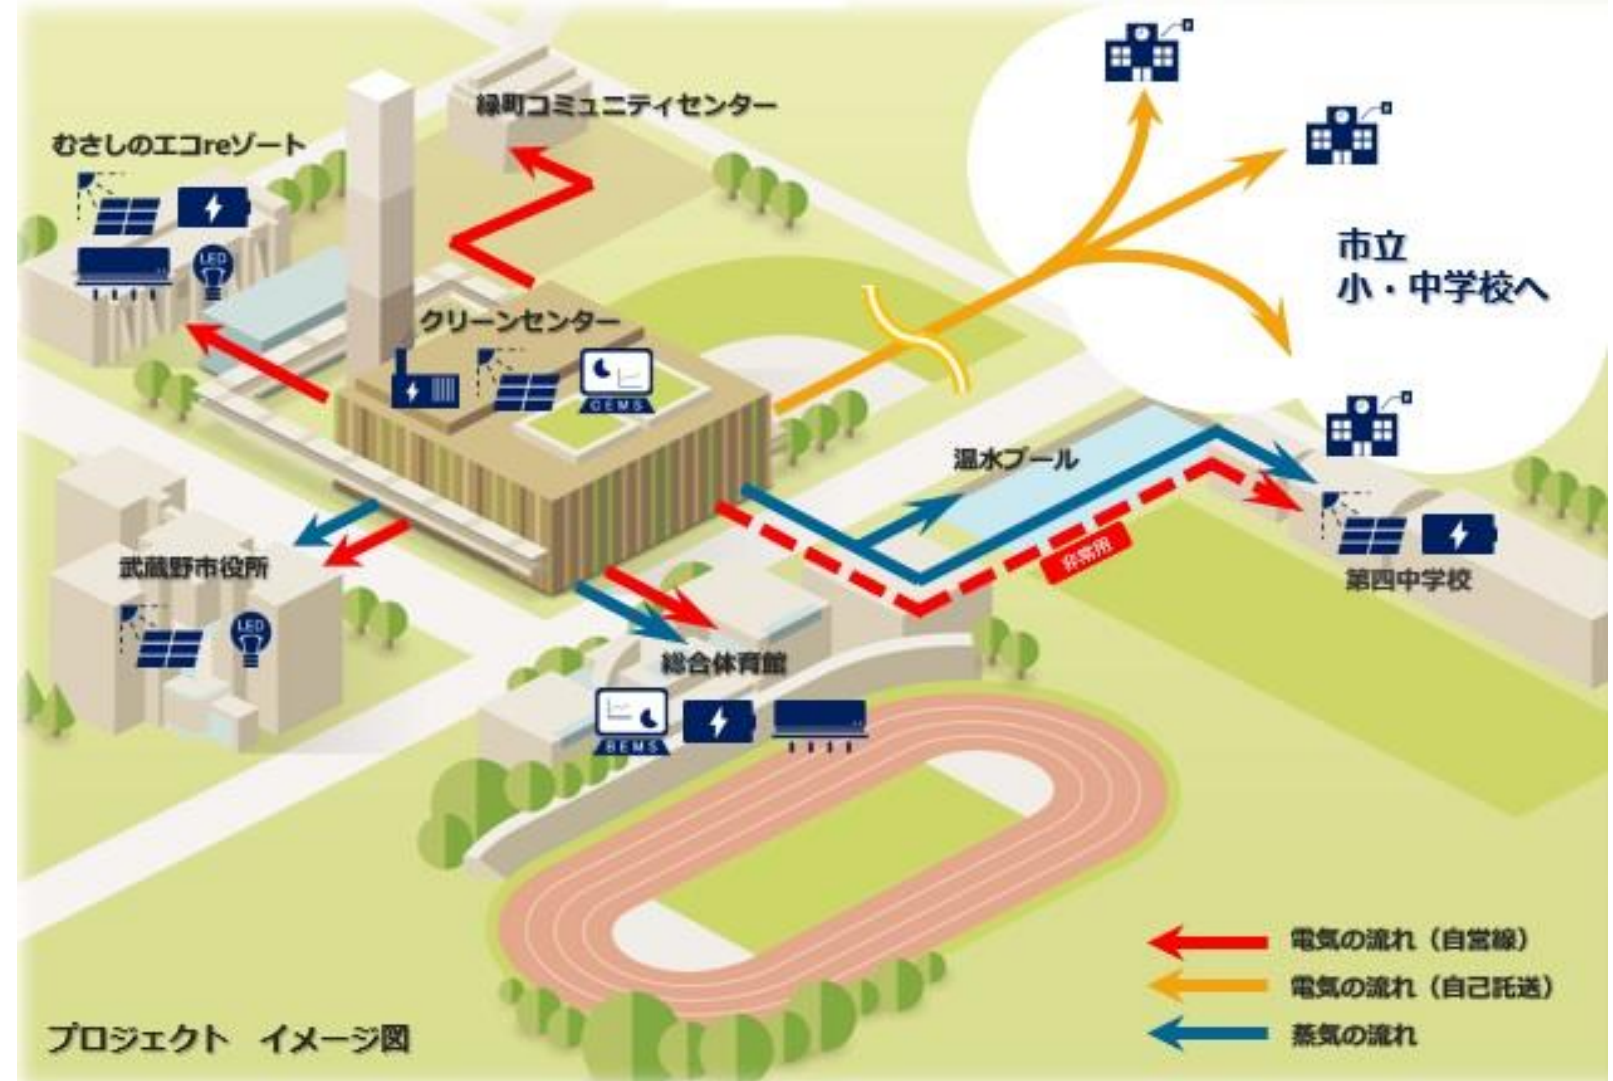 緑町コミュニティセンター
むさしのエコreゾート
LED
市立
小・中学校へ
クリーンセンター
CEMS
温水プール
非常用
第四中学校
武蔵野市役所
LED
総合体育館
BEMS
電気の流れ（自営線）
電気の流れ（自己託送）
蒸気の流れ
プロジェクト イメージ図